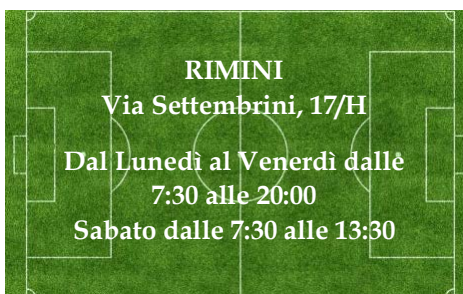 RIMINI
Via Settembrini, 17/H
Dal Lunedì al Venerdì dalle
7:30 alle 20:00
Sabato dalle 7:30 alle 13:30